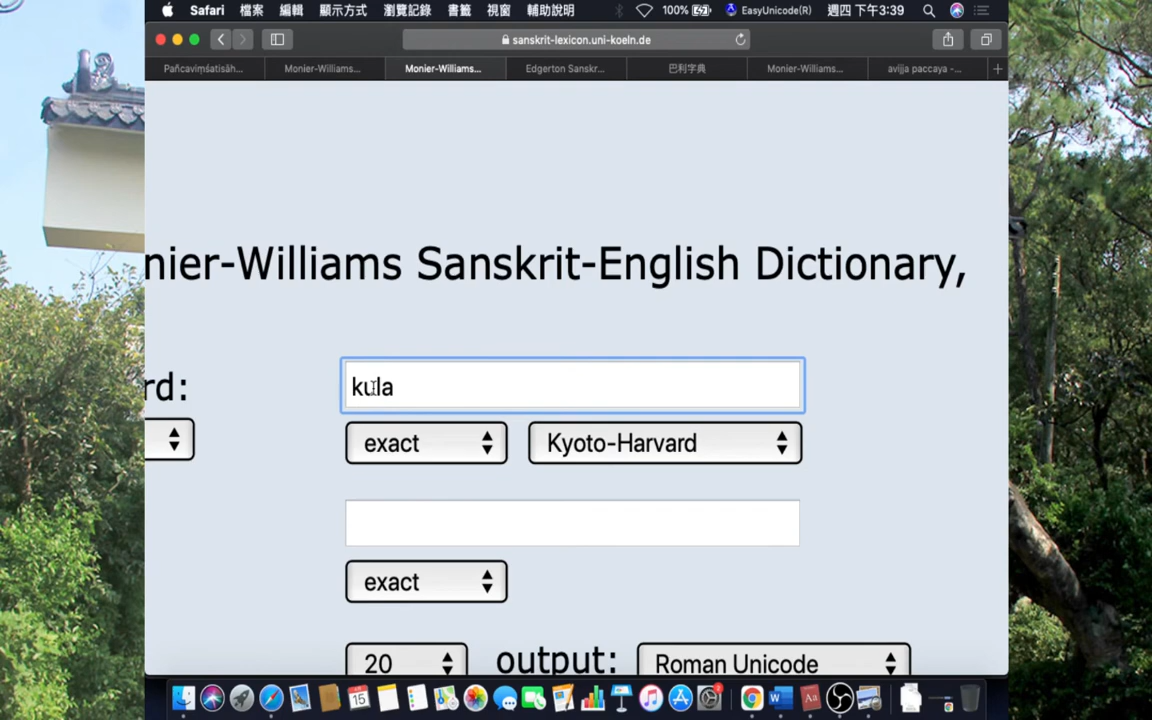 Safari 檔案 編輯 顯示方式 瀏覽記錄 書籤 視窗 輔助說明 100% EasyUnicode(R) 週四 下午3:39
sanskrit-lexicon.uni-koeln.de
Pañcaviṃśatisāh... Monier-Williams... Monier-Williams... Edgerton Sanskr... 巴利字典 Monier-Williams... avijja paccaya -...
nier-Williams Sanskrit-English Dictionary,
rd: kula
exact Kyoto-Harvard
exact
20 output: Roman Unicode
15
Aa